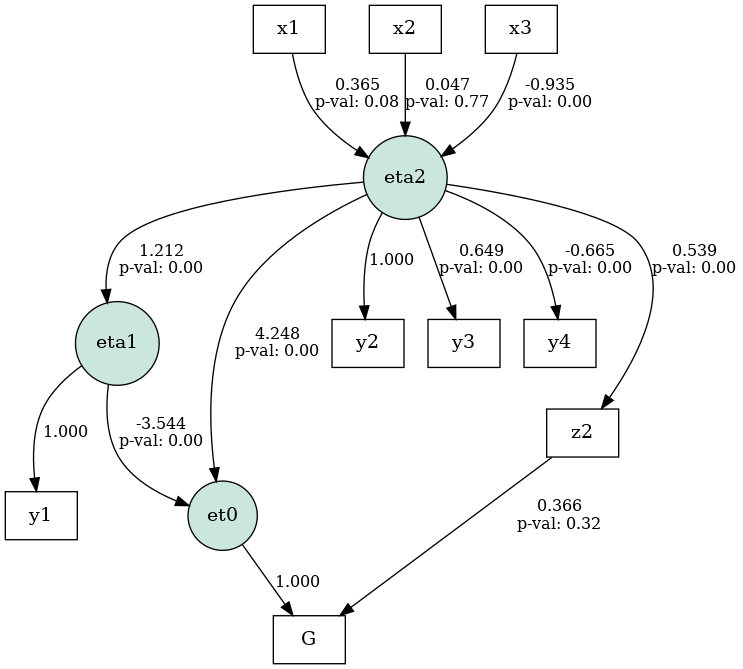 x1
x2
x3
0.365
p-val: 0.08
0.047
p-val: 0.77
-0.935
p-val: 0.00
eta2
1.212
p-val: 0.00
4.248
p-val: 0.00
1.000
0.649
p-val: 0.00
-0.665
p-val: 0.00
0.539
p-val: 0.00
eta1
y2
y3
y4
z2
1.000
-3.544
p-val: 0.00
y1
et0
0.366
p-val: 0.32
1.000
G